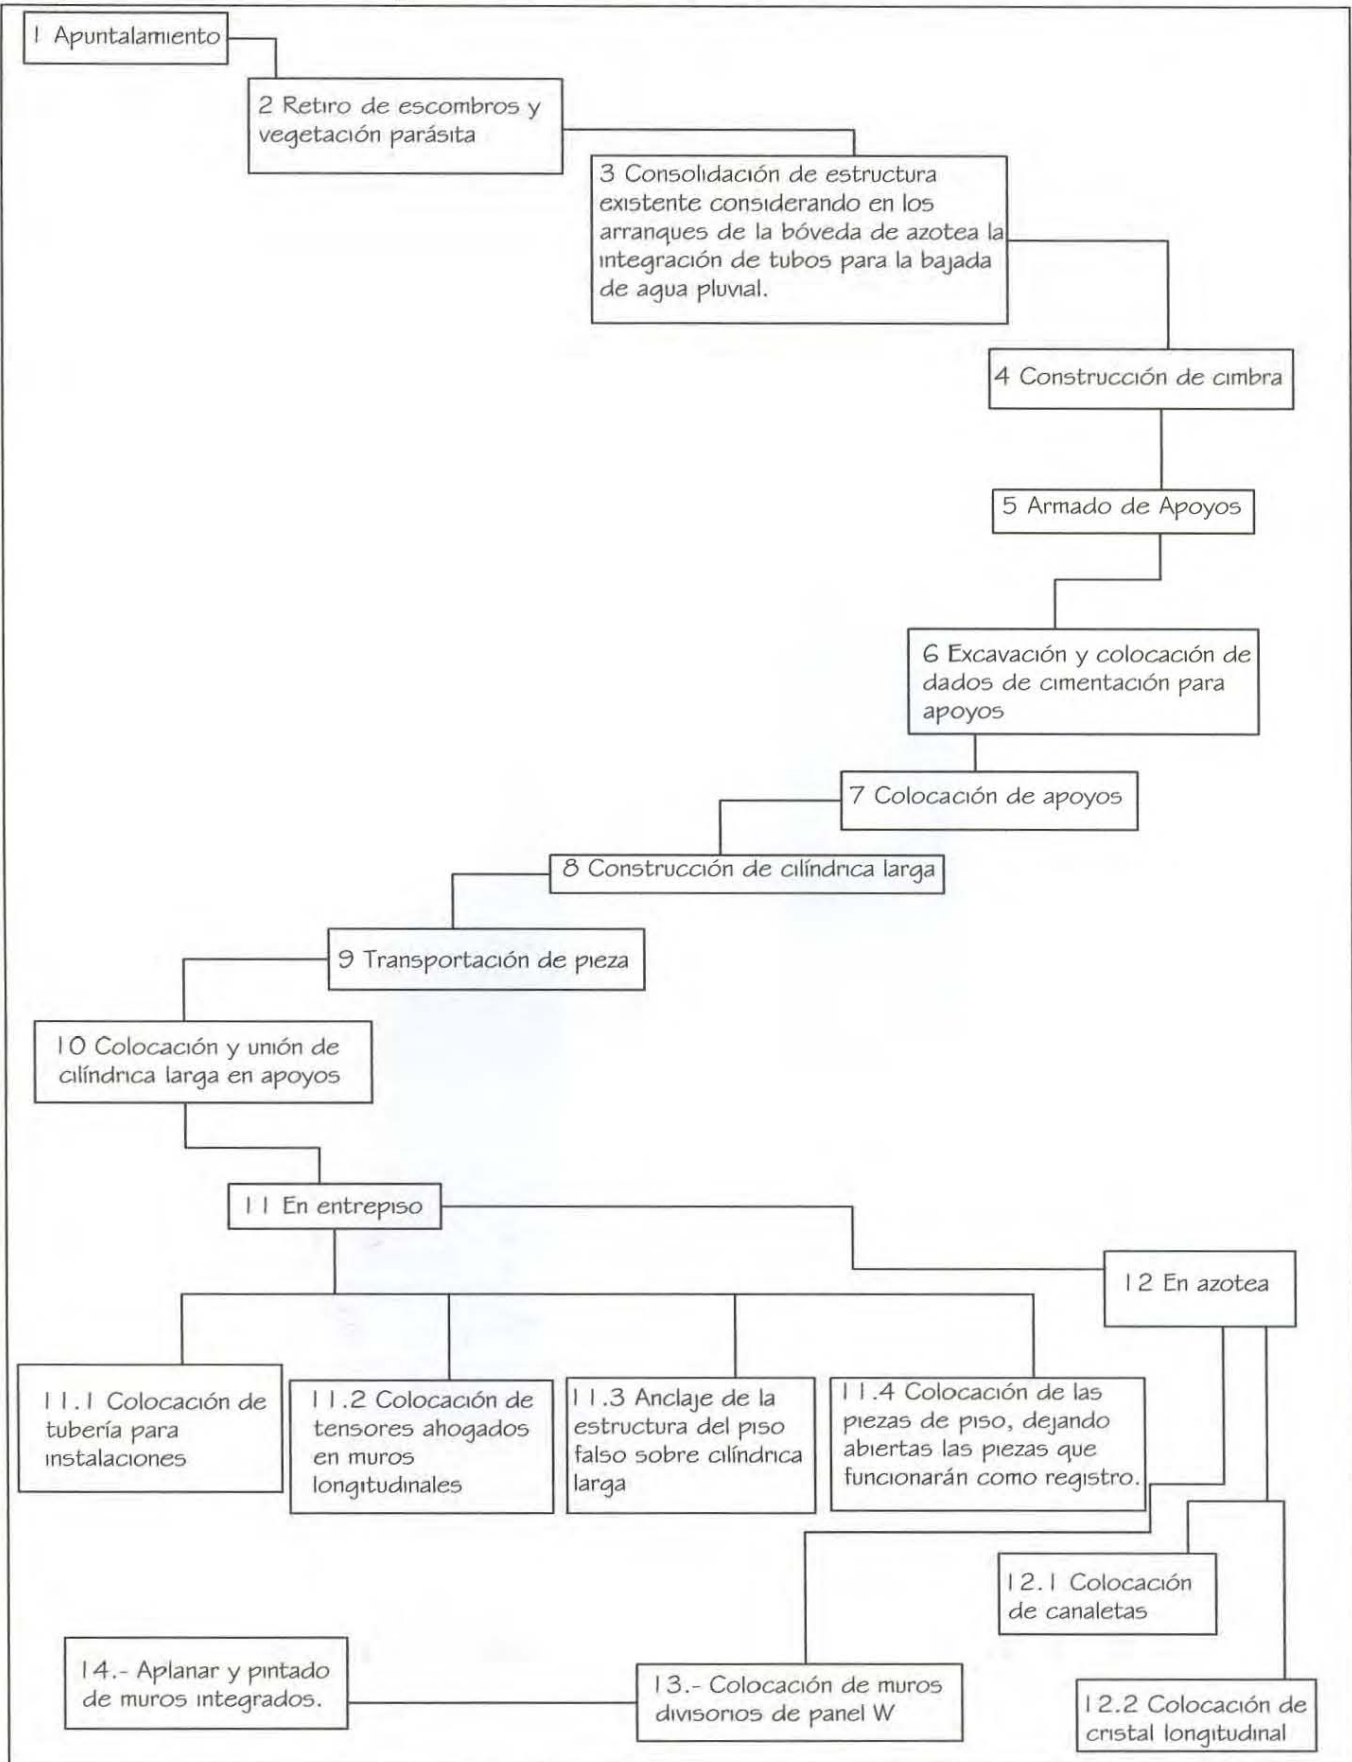 1 Apuntalamiento
2 Retiro de escombros y
vegetación parásita
3 Consolidación de estructura
existente considerando en los
arranques de la bóveda de azotea la
integración de tubos para la bajada
de agua pluvial.
4 Construcción de cimbra
5 Armado de Apoyos
6 Excavación y colocación de
dados de cimentación para
apoyos
7 Colocación de apoyos
8 Construcción de cilíndrica larga
9 Transportación de pieza
10 Colocación y unión de
cilíndrica larga en apoyos
11 En entrepiso
12 En azotea
11.1 Colocación de
tubería para
instalaciones
11.2 Colocación de
tensores ahogados
en muros
longitudinales
11.3 Anclaje de la
estructura del piso
falso sobre cilíndrica
larga
11.4 Colocación de las
piezas de piso, dejando
abiertas las piezas que
funcionarán como registro.
12.1 Colocación
de canaletas
12.2 Colocación de
cristal longitudinal
13.- Colocación de muros
divisorios de panel W
14.- Aplanar y pintado
de muros integrados.